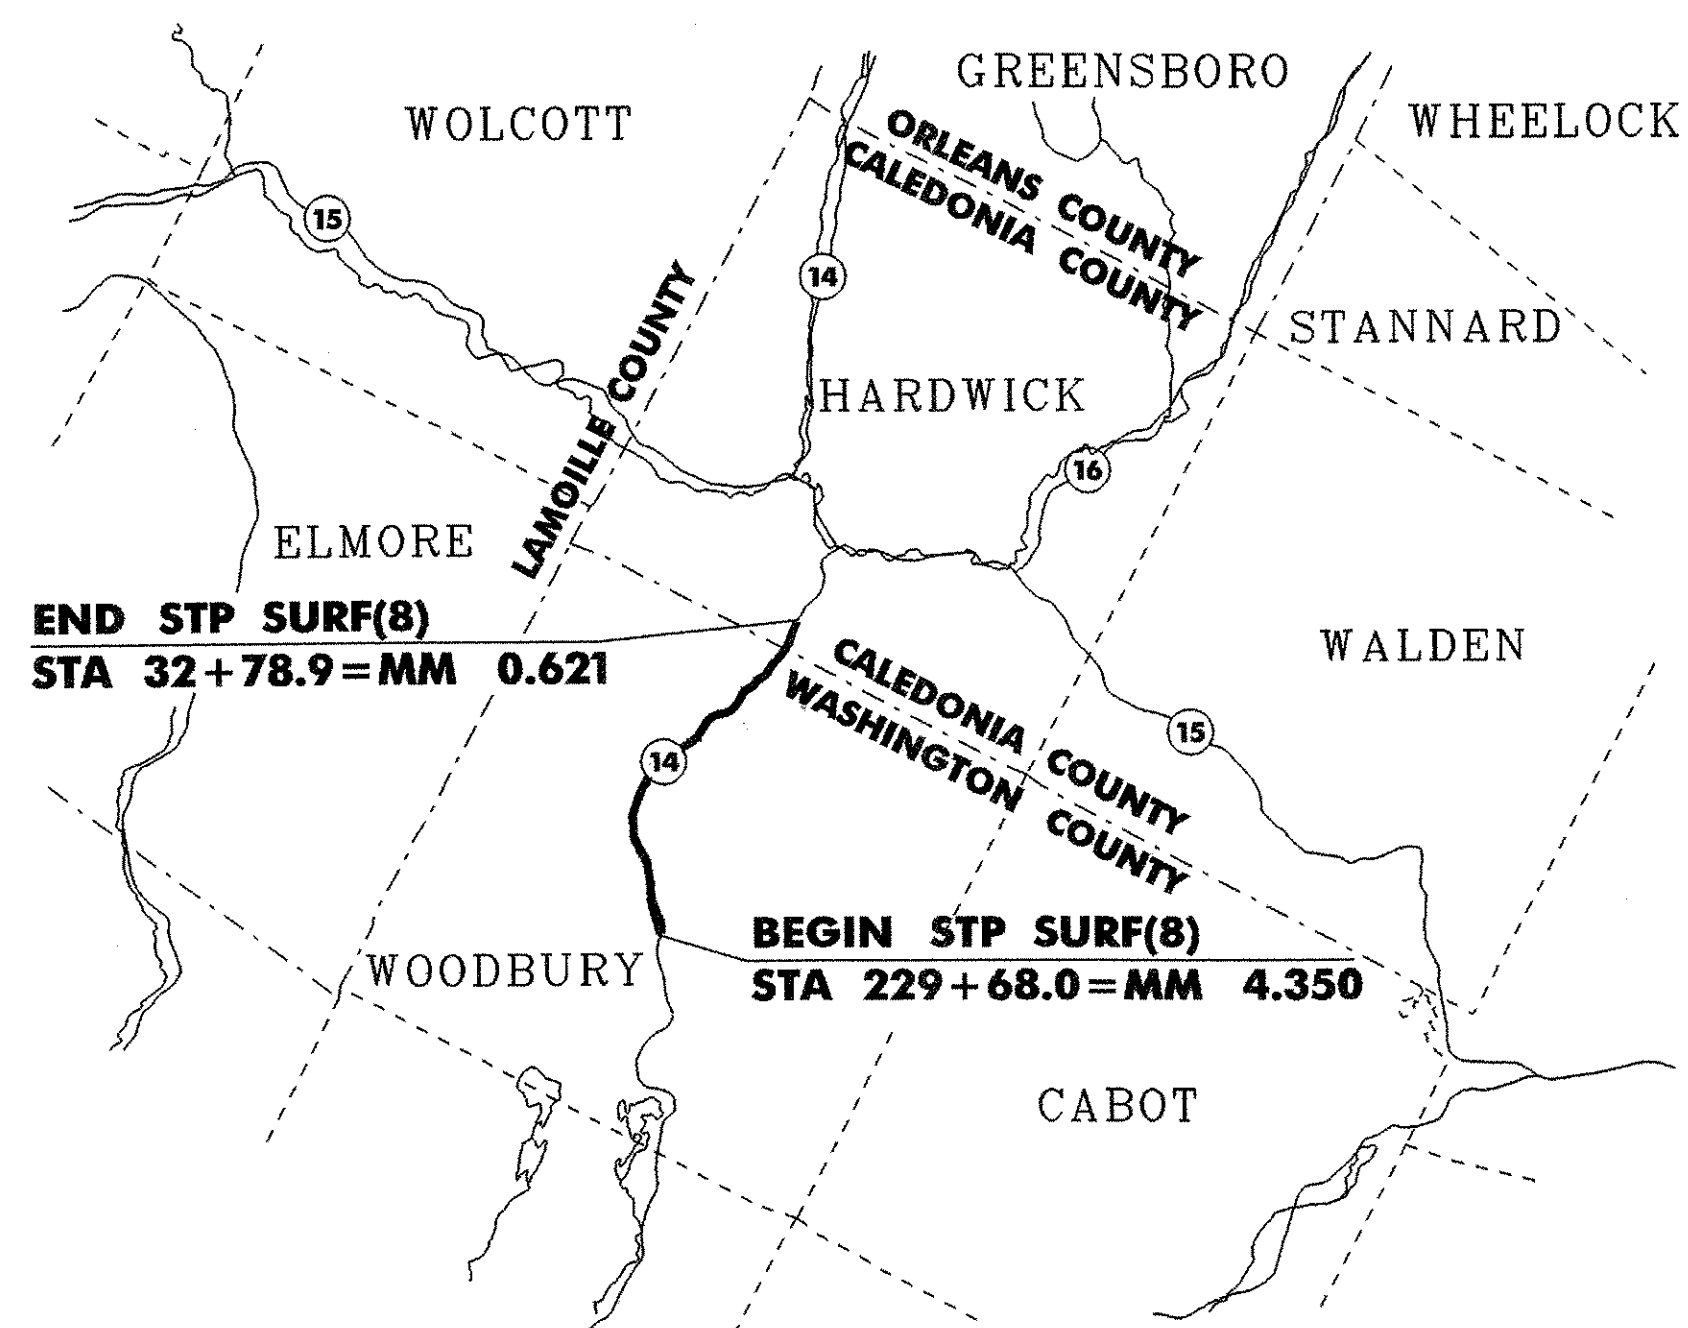 GREENSBORO
WOLCOTT
WHEELOCK
ORLEANS COUNTY
CALEDONIA COUNTY
15
14
LAMOILLE COUNTY
STANNARD
HARDWICK
16
ELMORE
END STP SURF(8)
STA 32+78.9=MM 0.621
WALDEN
CALEDONIA COUNTY
WASHINGTON COUNTY
15
14
BEGIN STP SURF(8)
STA 229+68.0=MM 4.350
WOODBURY
CABOT